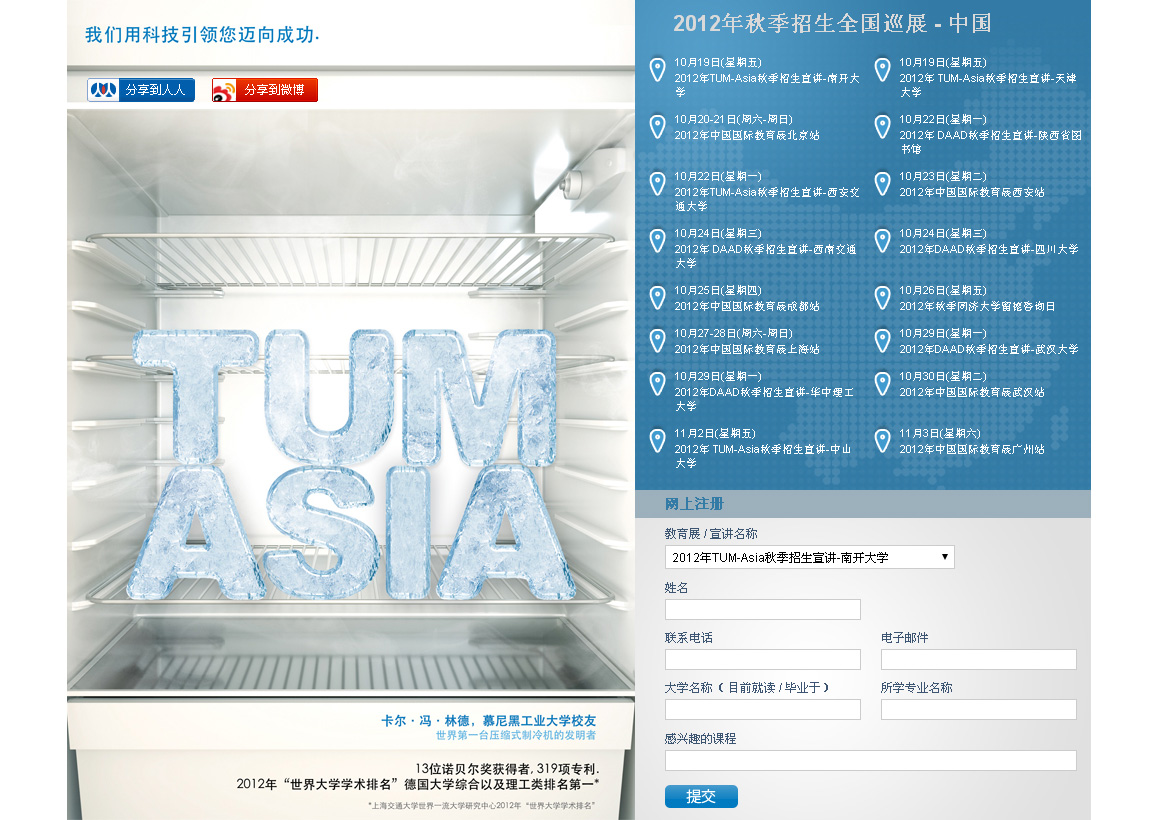 我们用科技引领您迈向成功.
分享到人人
分享到微博
TUM
ASIA
卡尔·冯·林德，慕尼黑工业大学校友
世界第一台压缩式制冷机的发明者
13位诺贝尔奖获得者, 319项专利.
2012年“世界大学学术排名”德国大学综合以及理工类排名第一*
*上海交通大学世界一流大学研究中心2012年“世界大学学术排名”
2012年秋季招生全国巡展 - 中国
10月19日(星期五)
2012年TUM-Asia秋季招生宣讲-南开大
学
10月19日(星期五)
2012年 TUM-Asia秋季招生宣讲-天津
大学
10月20-21日(周六-周日)
2012年中国国际教育展北京站
10月22日(星期一)
2012年 DAAD秋季招生宣讲-陕西省图
书馆
10月22日(星期一)
2012年TUM-Asia秋季招生宣讲-西安交
通大学
10月23日(星期二)
2012年中国国际教育展西安站
10月24日(星期三)
2012年 DAAD秋季招生宣讲-西南交通
大学
10月24日(星期三)
2012年DAAD秋季招生宣讲-四川大学
10月25日(星期四)
2012年中国国际教育展成都站
10月26日(星期五)
2012年秋季同济大学留德咨询日
10月27-28日(周六-周日)
2012年中国国际教育展上海站
10月29日(星期一)
2012年DAAD秋季招生宣讲-武汉大学
10月29日(星期一)
2012年DAAD秋季招生宣讲-华中理工
大学
10月30日(星期二)
2012年中国国际教育展武汉站
11月2日(星期五)
2012年 TUM-Asia秋季招生宣讲-中山
大学
11月3日(星期六)
2012年中国国际教育展广州站
网上注册
教育展 / 宣讲名称
2012年TUM-Asia秋季招生宣讲-南开大学
姓名
联系电话
电子邮件
大学名称（ 目前就读 / 毕业于 ）
所学专业名称
感兴趣的课程
提交